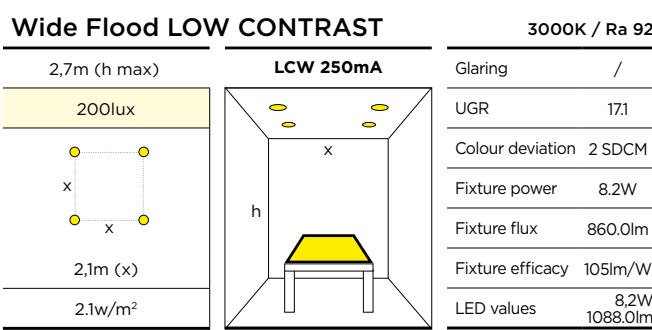 Wide Flood LOW CONTRAST
3000K / Ra 92
2,7m (h max)
200lux
x
x
2,1m (x)
2.1w/m²
LCW 250mA
x
h
Glaring /
UGR 17.1
Colour deviation 2 SDCM
Fixture power 8.2W
Fixture flux 860.0lm
Fixture efficacy 105lm/W
LED values 8,2W
1088.0lm